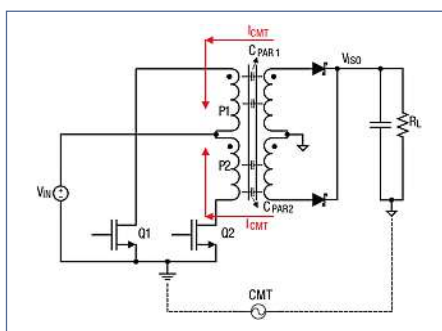 ICMT
CPAR1
VISO
P1
RL
P2
VIN
Q1
Q2
CPAR2
ICMT
CMT